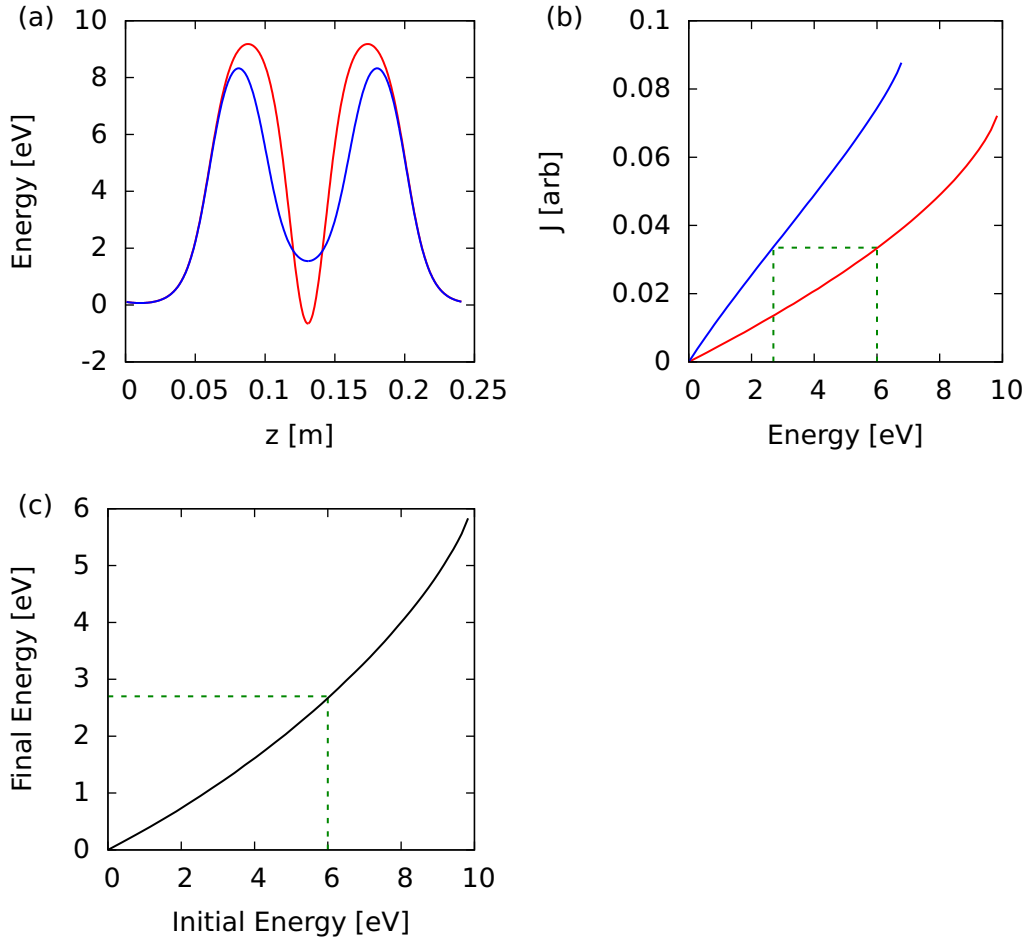 (a)
Energy [eV]
10
8
6
4
2
0
-2
0 0.05 0.1 0.15 0.2 0.25
z [m]
(b)
J [arb]
0.1
0.08
0.06
0.04
0.02
0
0 2 4 6 8 10
Energy [eV]
(c)
Final Energy [eV]
6
5
4
3
2
1
0
0 2 4 6 8 10
Initial Energy [eV]